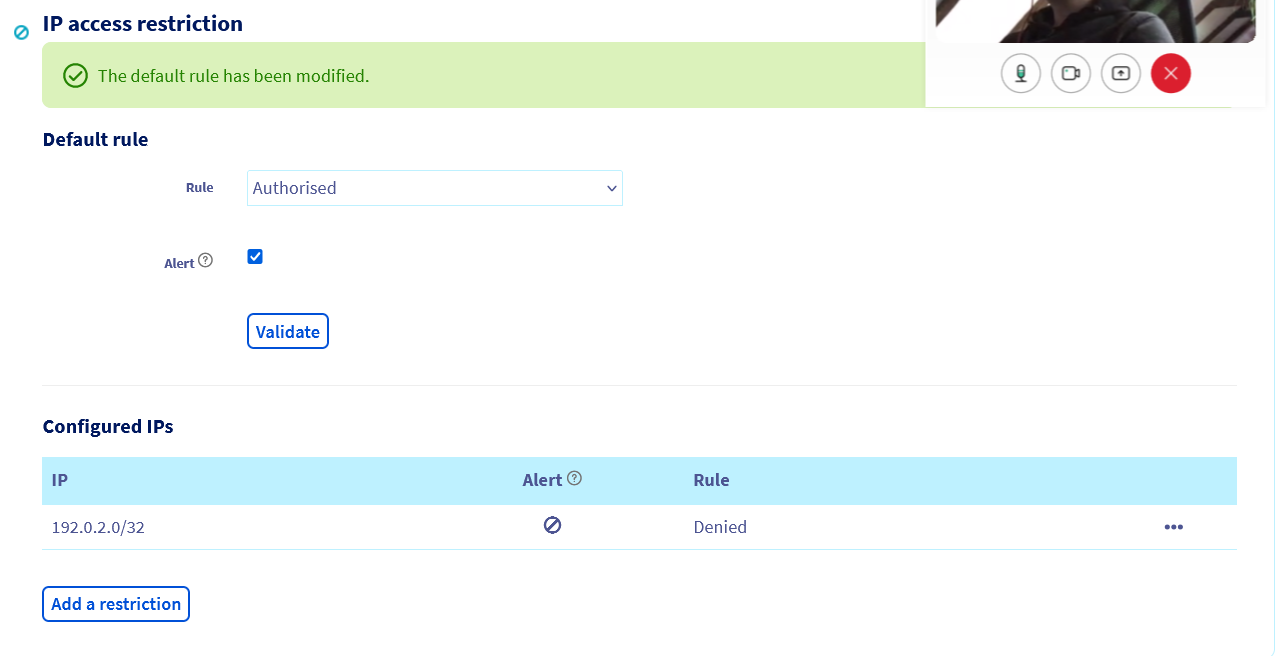 IP access restriction
The default rule has been modified.
Default rule
Rule
Authorised
Alert
Validate
Configured IPs
IP Alert Rule
192.0.2.0/32 Denied
Add a restriction